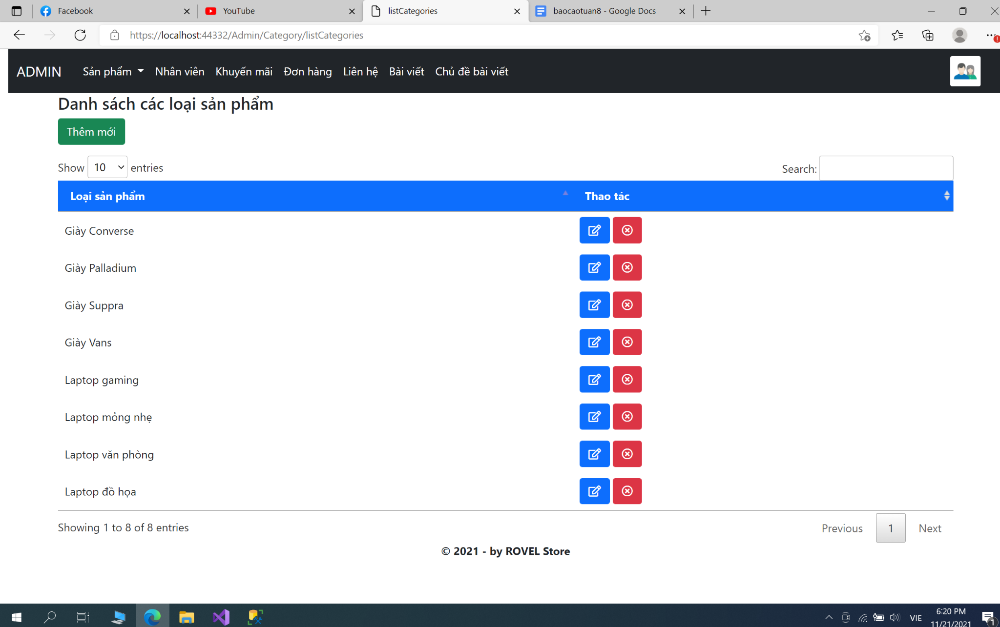 Facebook YouTube listCategories baocaotuan8 - Google Docs
https://localhost:44332/Admin/Category/listCategories
ADMIN Sản phẩm Nhân viên Khuyến mãi Đơn hàng Liên hệ Bài viết Chủ đề bài viết
Danh sách các loại sản phẩm
Thêm mới
Show 10 entries Search:
Loại sản phẩm Thao tác
Giày Converse
Giày Palladium
Giày Suppra
Giày Vans
Laptop gaming
Laptop mỏng nhẹ
Laptop văn phòng
Laptop đồ họa
Showing 1 to 8 of 8 entries Previous 1 Next
© 2021 - by ROVEL Store
VIE 6:20 PM 1
11/21/2021